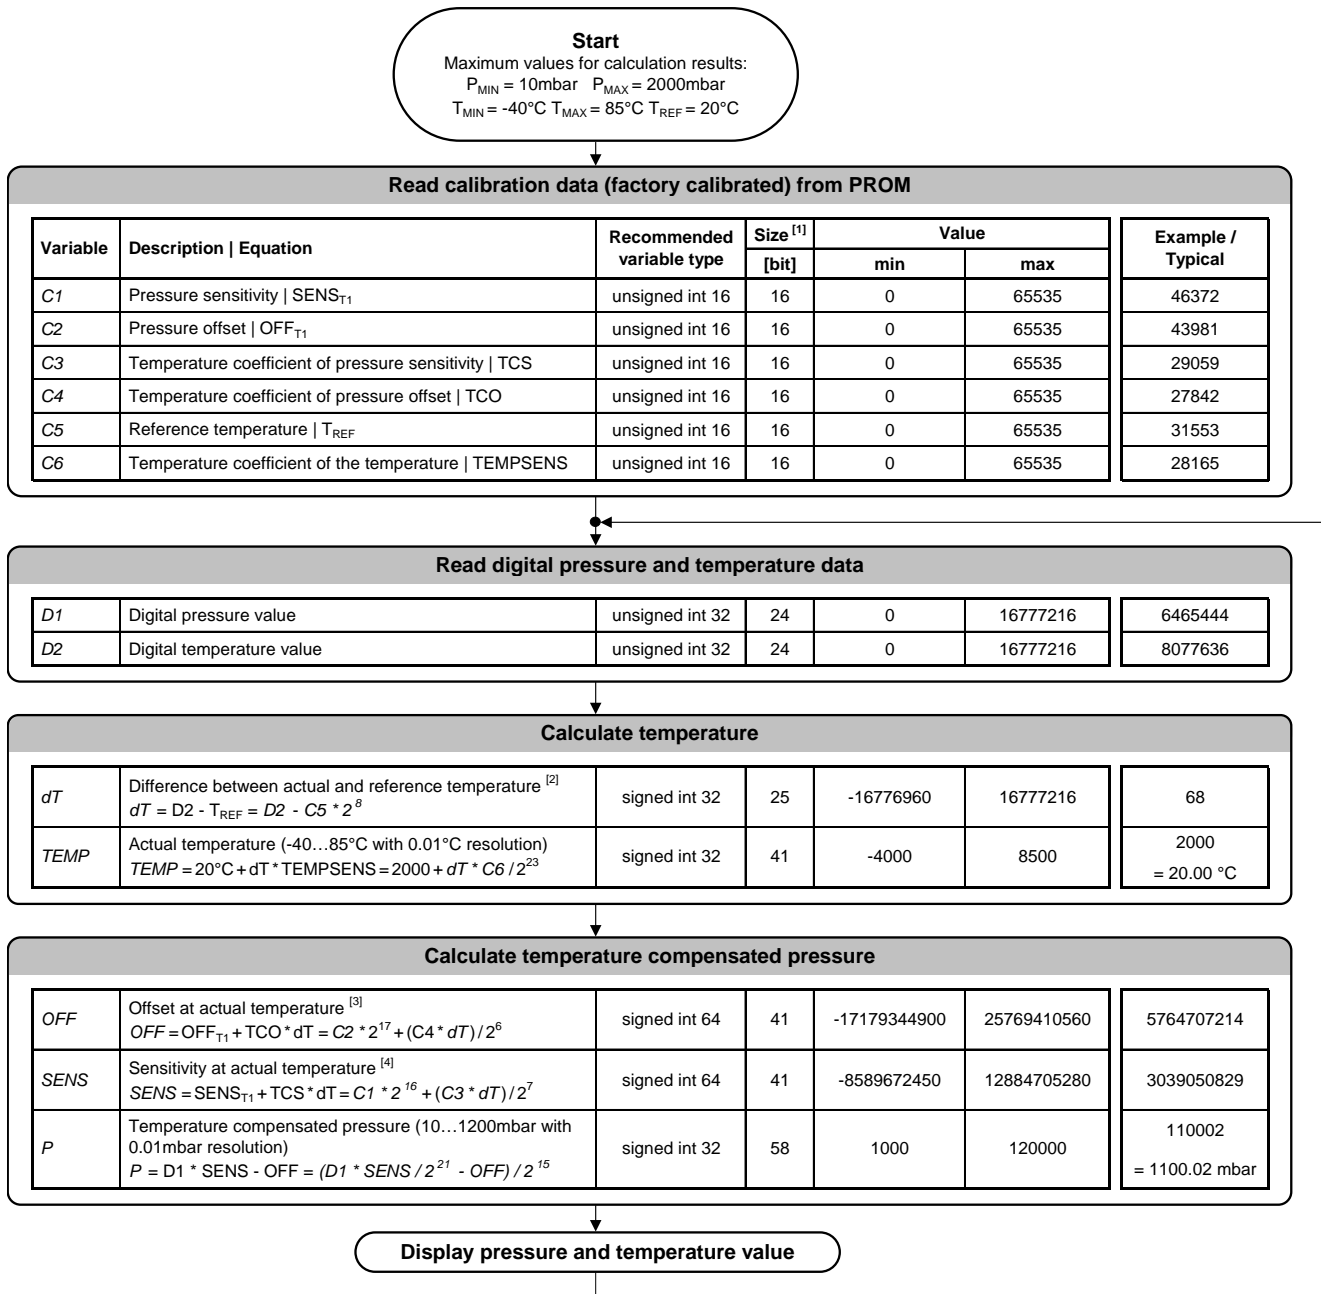 Start
Maximum values for calculation results:
P_MIN = 10mbar P_MAX = 2000mbar
T_MIN = -40°C T_MAX = 85°C T_REF = 20°C
Read calibration data (factory calibrated) from PROM
Variable Description | Equation Recommended variable type Size [1] [bit] Value min max Example / Typical
C1 Pressure sensitivity | SENS_T1 unsigned int 16 16 0 65535 46372
C2 Pressure offset | OFF_T1 unsigned int 16 16 0 65535 43981
C3 Temperature coefficient of pressure sensitivity | TCS unsigned int 16 16 0 65535 29059
C4 Temperature coefficient of pressure offset | TCO unsigned int 16 16 0 65535 27842
C5 Reference temperature | T_REF unsigned int 16 16 0 65535 31553
C6 Temperature coefficient of the temperature | TEMPSENS unsigned int 16 16 0 65535 28165
Read digital pressure and temperature data
D1 Digital pressure value unsigned int 32 24 0 16777216 6465444
D2 Digital temperature value unsigned int 32 24 0 16777216 8077636
Calculate temperature
dT Difference between actual and reference temperature [2]
dT = D2 - T_REF = D2 - C5 * 2^8 signed int 32 25 -16776960 16777216 68
TEMP Actual temperature (-40…85°C with 0.01°C resolution)
TEMP = 20°C + dT * TEMPSENS = 2000 + dT * C6 / 2^23 signed int 32 41 -4000 8500 2000
= 20.00 °C
Calculate temperature compensated pressure
OFF Offset at actual temperature [3]
OFF = OFF_T1 + TCO * dT = C2 * 2^17 + (C4 * dT) / 2^6 signed int 64 41 -17179344900 25769410560 5764707214
SENS Sensitivity at actual temperature [4]
SENS = SENS_T1 + TCS * dT = C1 * 2^16 + (C3 * dT) / 2^7 signed int 64 41 -8589672450 12884705280 3039050829
P Temperature compensated pressure (10…1200mbar with
0.01mbar resolution)
P = D1 * SENS - OFF = (D1 * SENS / 2^21 - OFF) / 2^15 signed int 32 58 1000 120000 110002
= 1100.02 mbar
Display pressure and temperature value